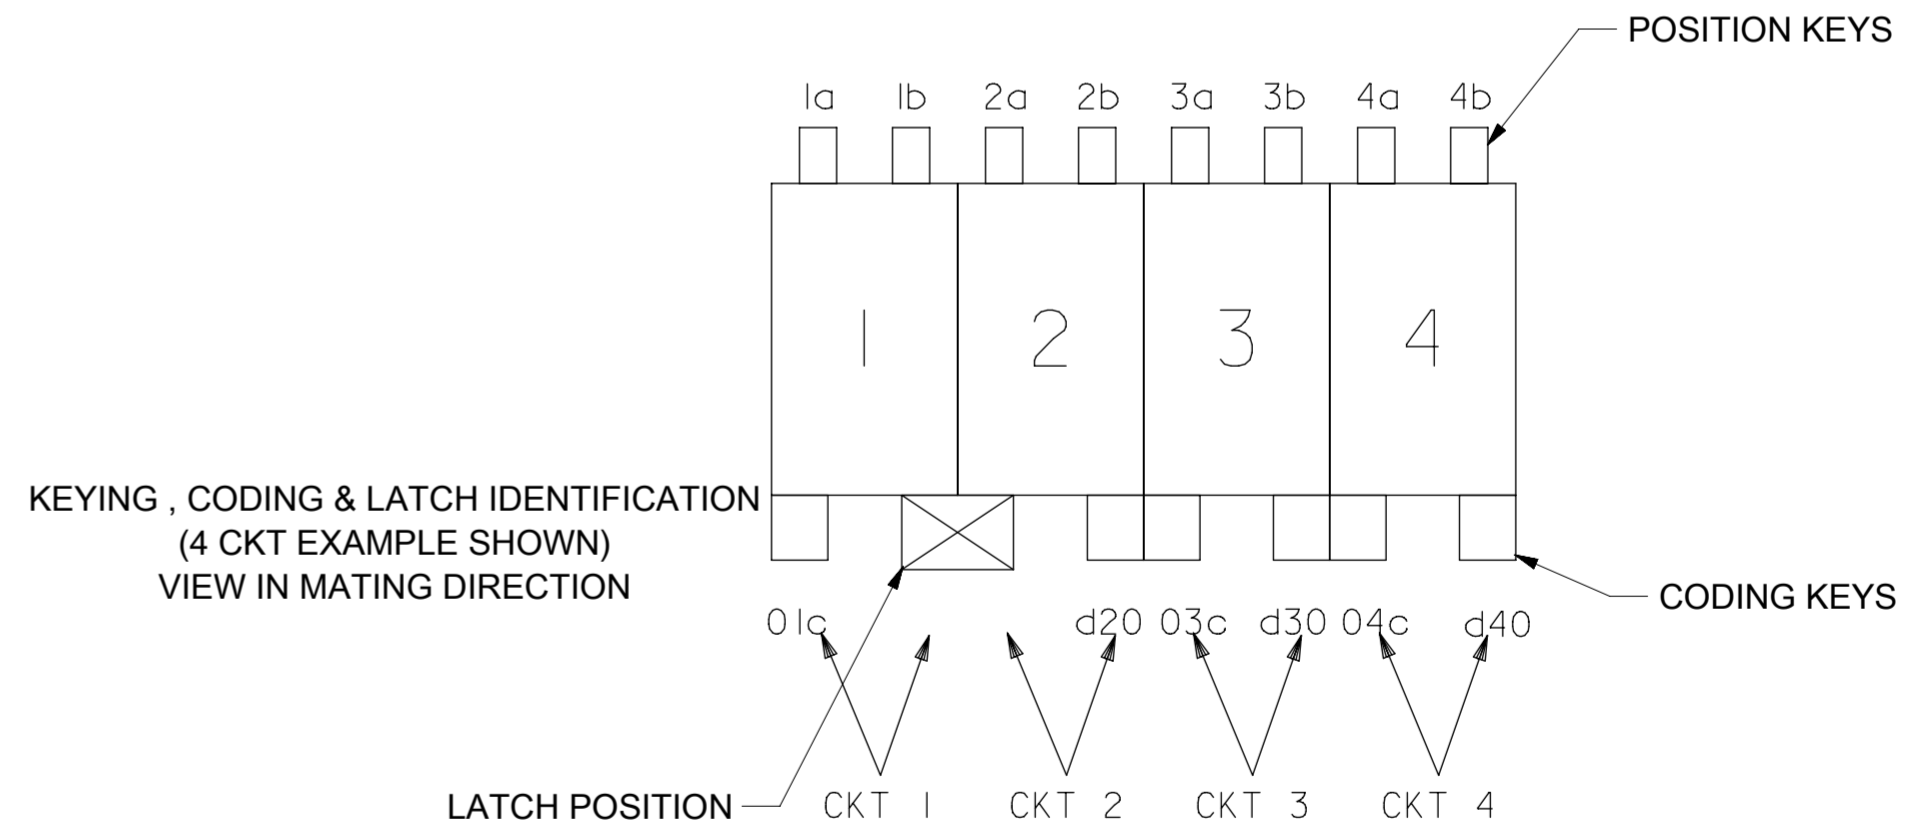 POSITION KEYS
1a 1b 2a 2b 3a 3b 4a 4b
1 2 3 4
KEYING , CODING & LATCH IDENTIFICATION
(4 CKT EXAMPLE SHOWN)
VIEW IN MATING DIRECTION
CODING KEYS
01c d20 03c d30 04c d40
LATCH POSITION
CKT 1 CKT 2 CKT 3 CKT 4